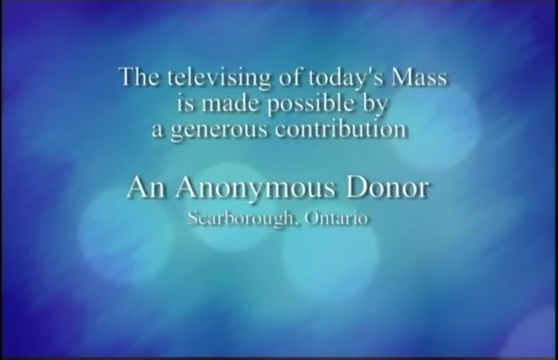 The televising of today's Mass
is made possible by
a generous contribution
An Anonymous Donor
Scarborough, Ontario